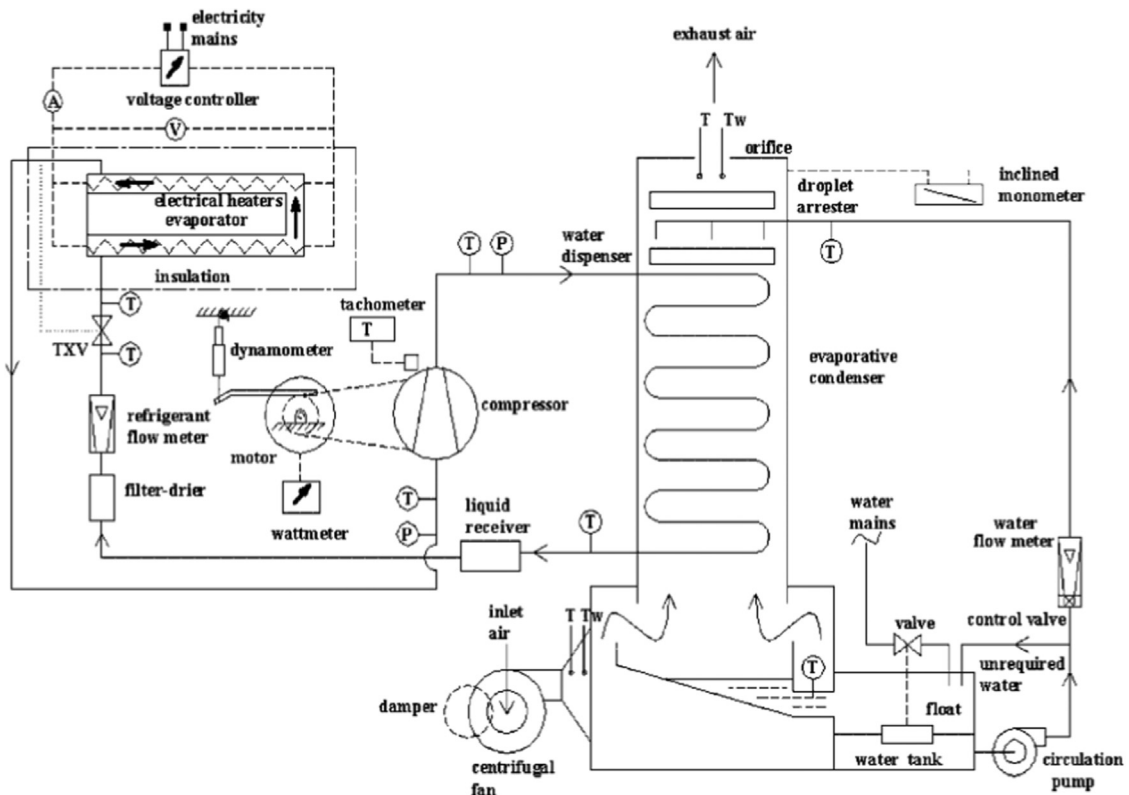 electricity
mains
voltage controller
A
V
electrical heaters
evaporator
insulation
T
TXV
T
refrigerant
flow meter
filter-drier
dynamometer
tachometer
T
motor
wattmeter
compressor
T
P
T
P
liquid
receiver
T
exhaust air
T Tw
orifice
droplet
arrester
inclined
monometer
water
dispenser
T
evaporative
condenser
water
mains
water
flow meter
valve
control valve
unrequired
water
float
water tank
circulation
pump
T
inlet
air
T Tw
damper
centrifugal
fan